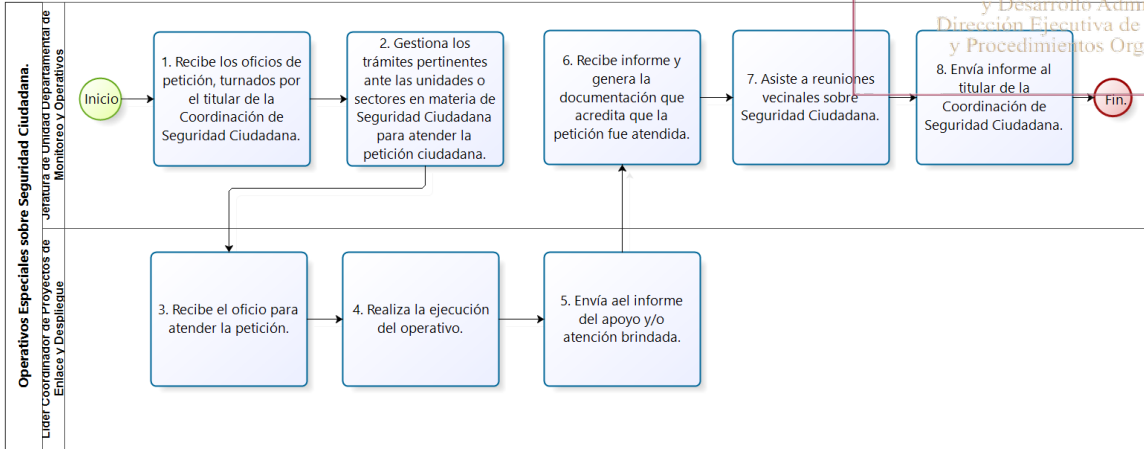 y Desarrollo Adm
Dirección Ejecutiva de
y Procedimientos Org
Operativos Especiales sobre Seguridad Ciudadana.
Jefatura de Unidad Departamental de
Monitoreo y Operativos
Inicio
1. Recibe los oficios de
petición, turnados por
el titular de la
Coordinación de
Seguridad Ciudadana.
2. Gestiona los
trámites pertinentes
ante las unidades o
sectores en materia de
Seguridad Ciudadana
para atender la
petición ciudadana.
6. Recibe informe y
genera la
documentación que
acredita que la
petición fue atendida.
7. Asiste a reuniones
vecinales sobre
Seguridad Ciudadana.
8. Envía informe al
titular de la
Coordinación de
Seguridad Ciudadana.
Fin.
Líder Coordinador de Proyectos de
Enlace y Despliegue
3. Recibe el oficio para
atender la petición.
4. Realiza la ejecución
del operativo.
5. Envía ael informe
del apoyo y/o
atención brindada.